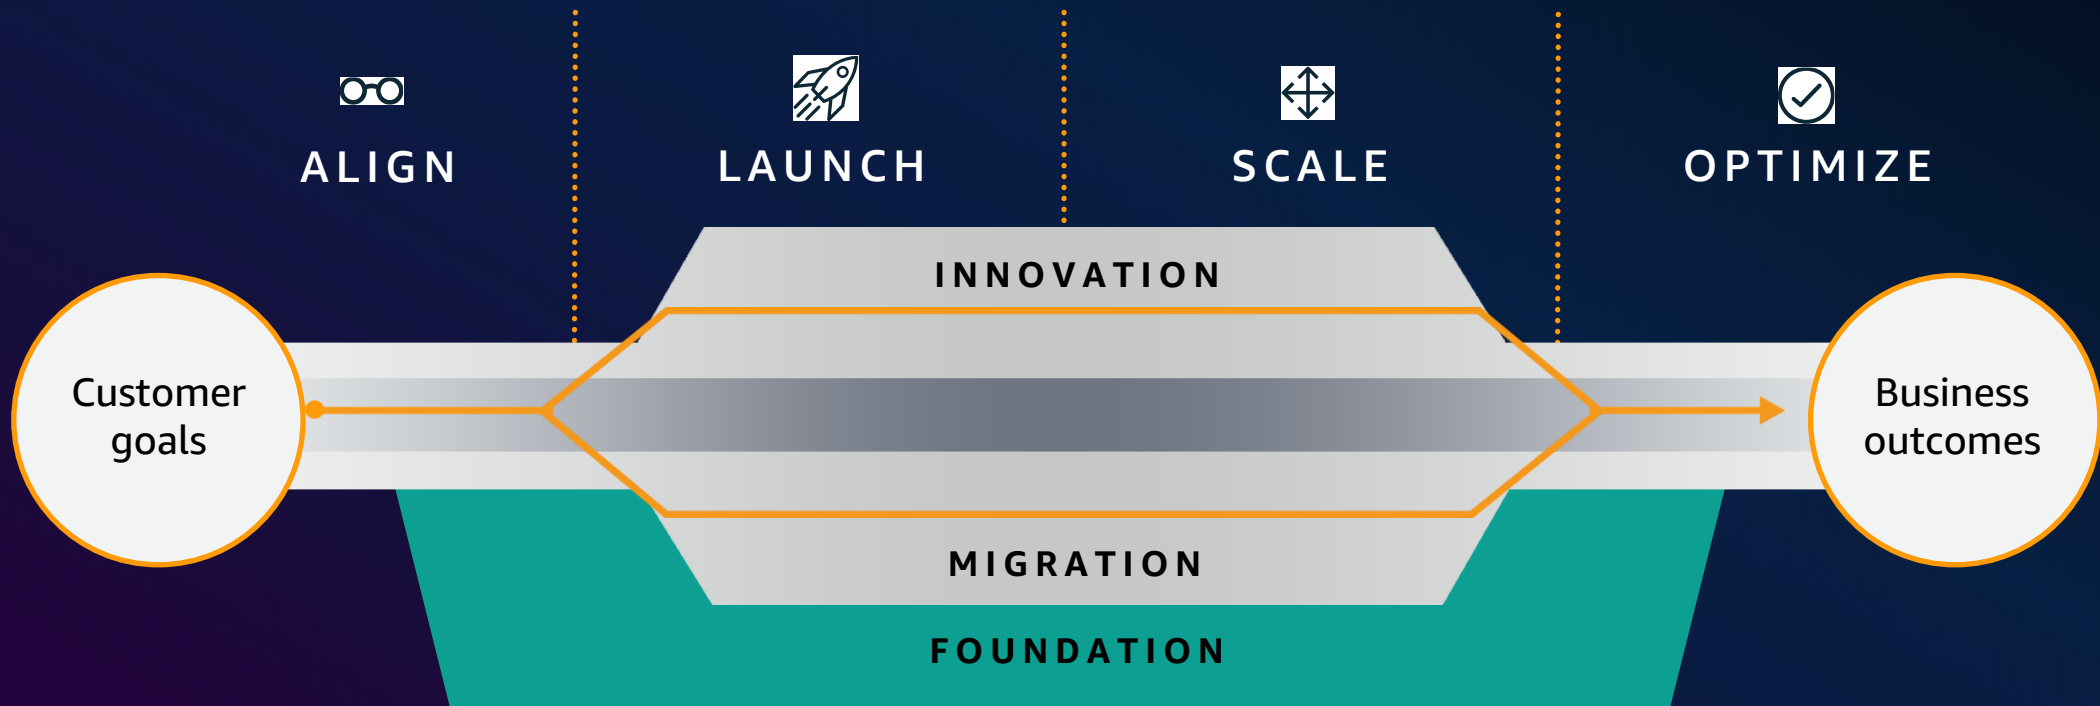 ALIGN
LAUNCH
SCALE
OPTIMIZE
INNOVATION
Customer
goals
Business
outcomes
MIGRATION
FOUNDATION